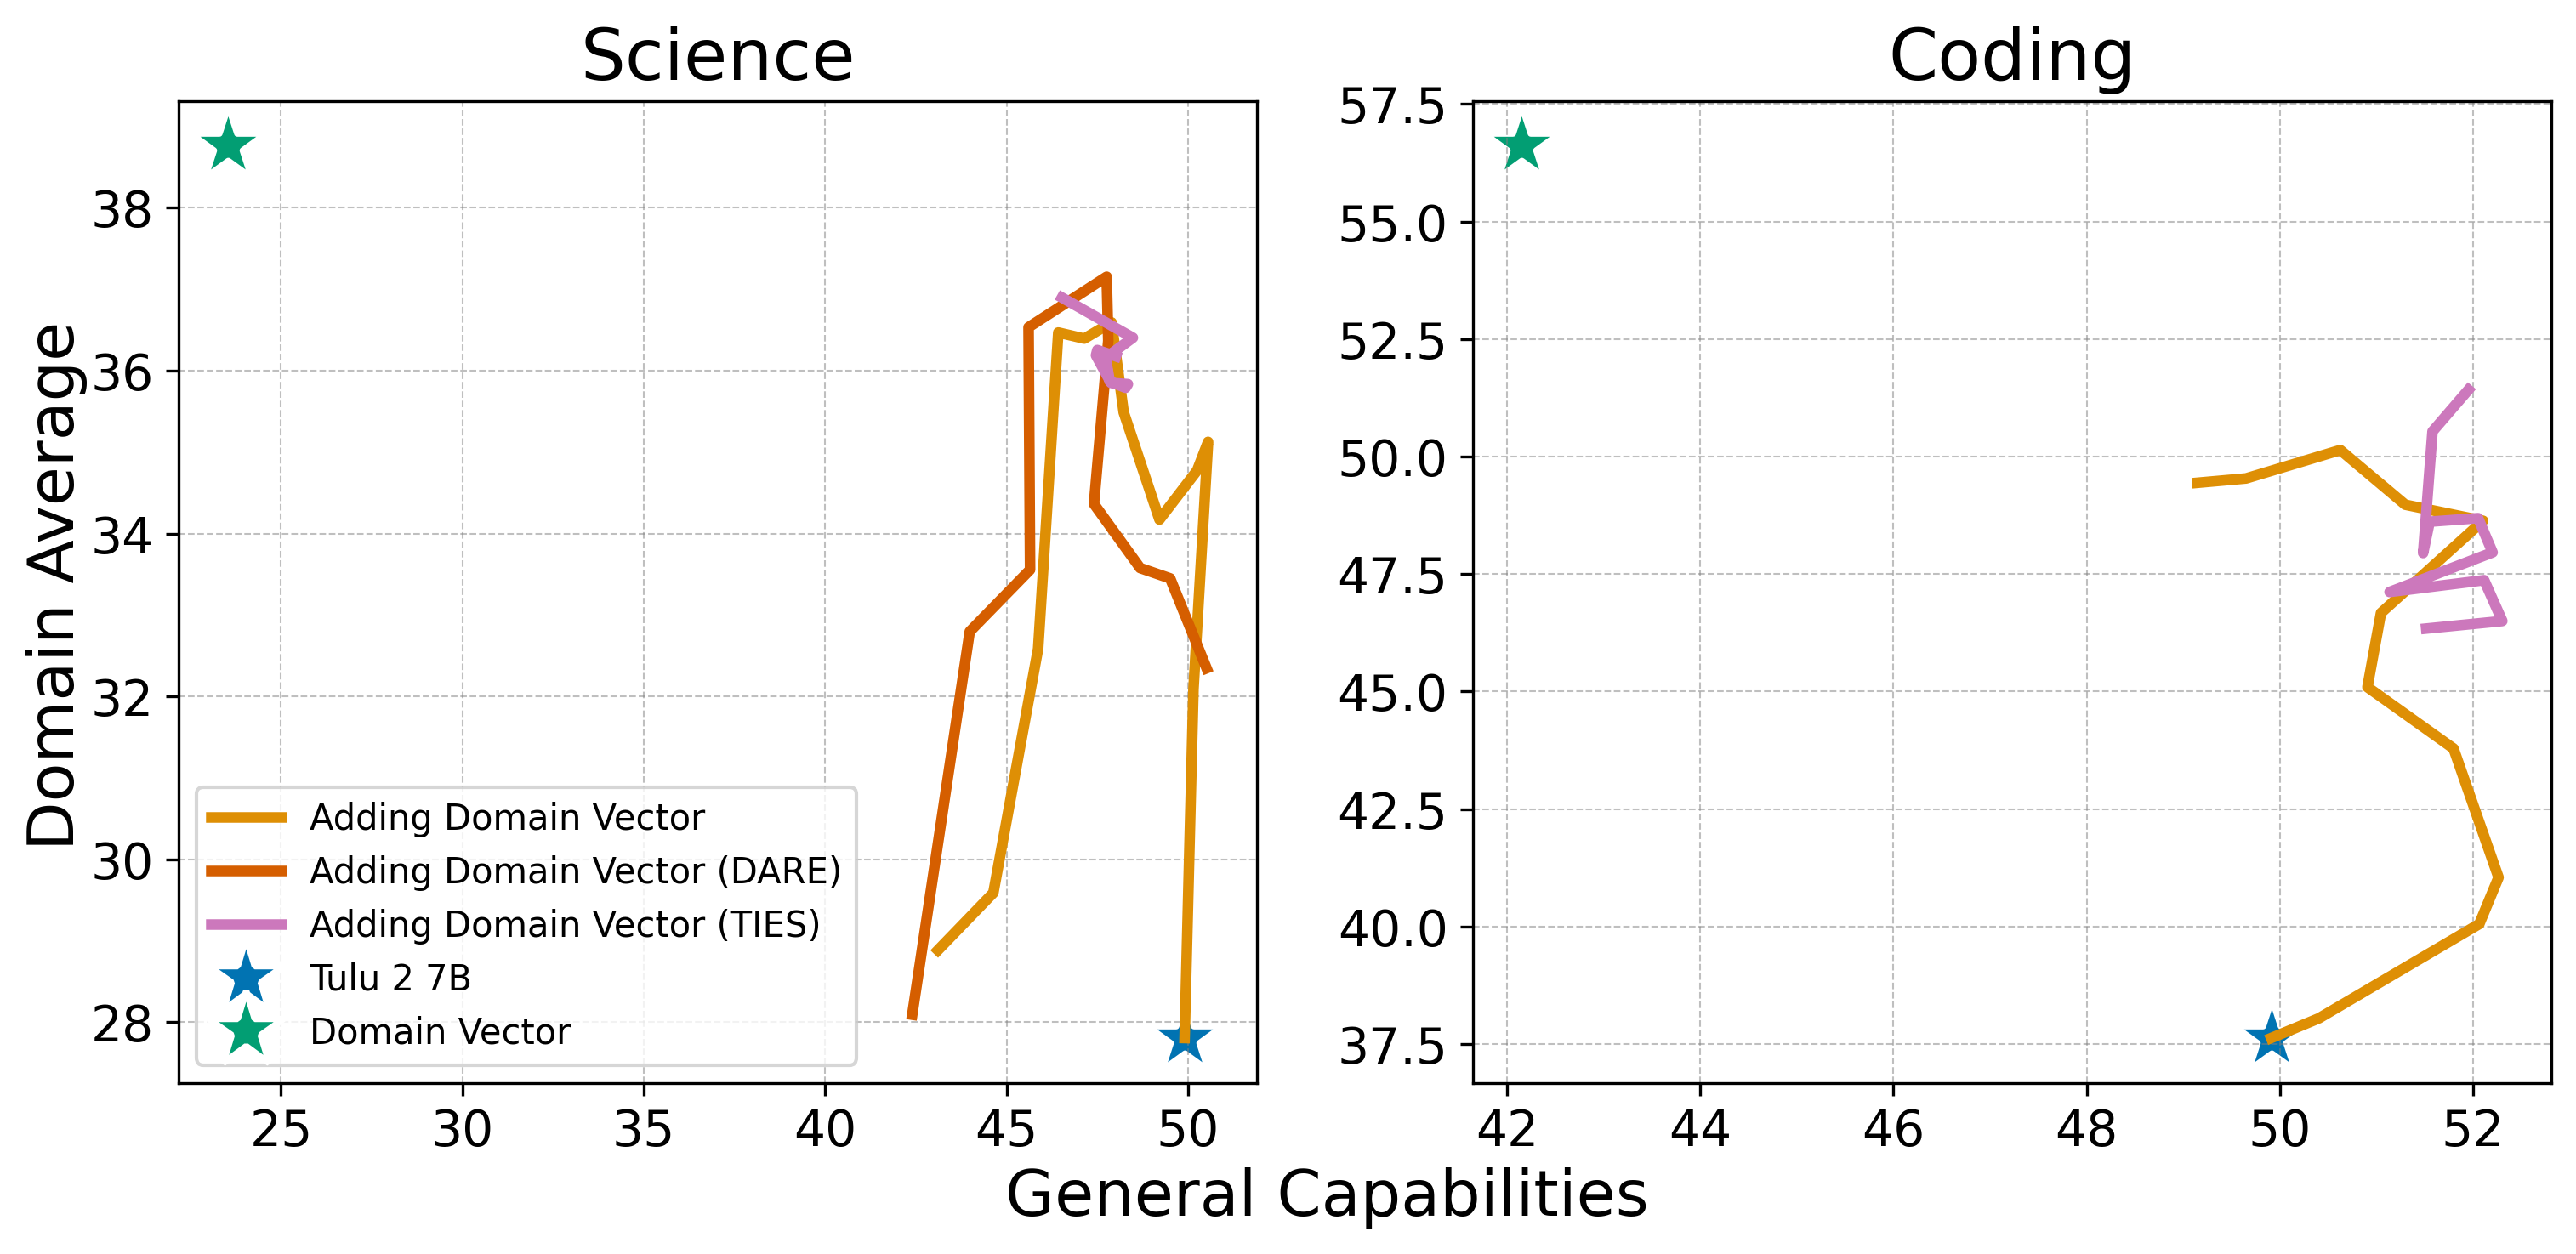 Science
Domain Average
38
36
34
32
30
28
25 30 35 40 45 50
Adding Domain Vector
Adding Domain Vector (DARE)
Adding Domain Vector (TIES)
Tulu 2 7B
Domain Vector
Coding
57.5
55.0
52.5
50.0
47.5
45.0
42.5
40.0
37.5
42 44 46 48 50 52
General Capabilities